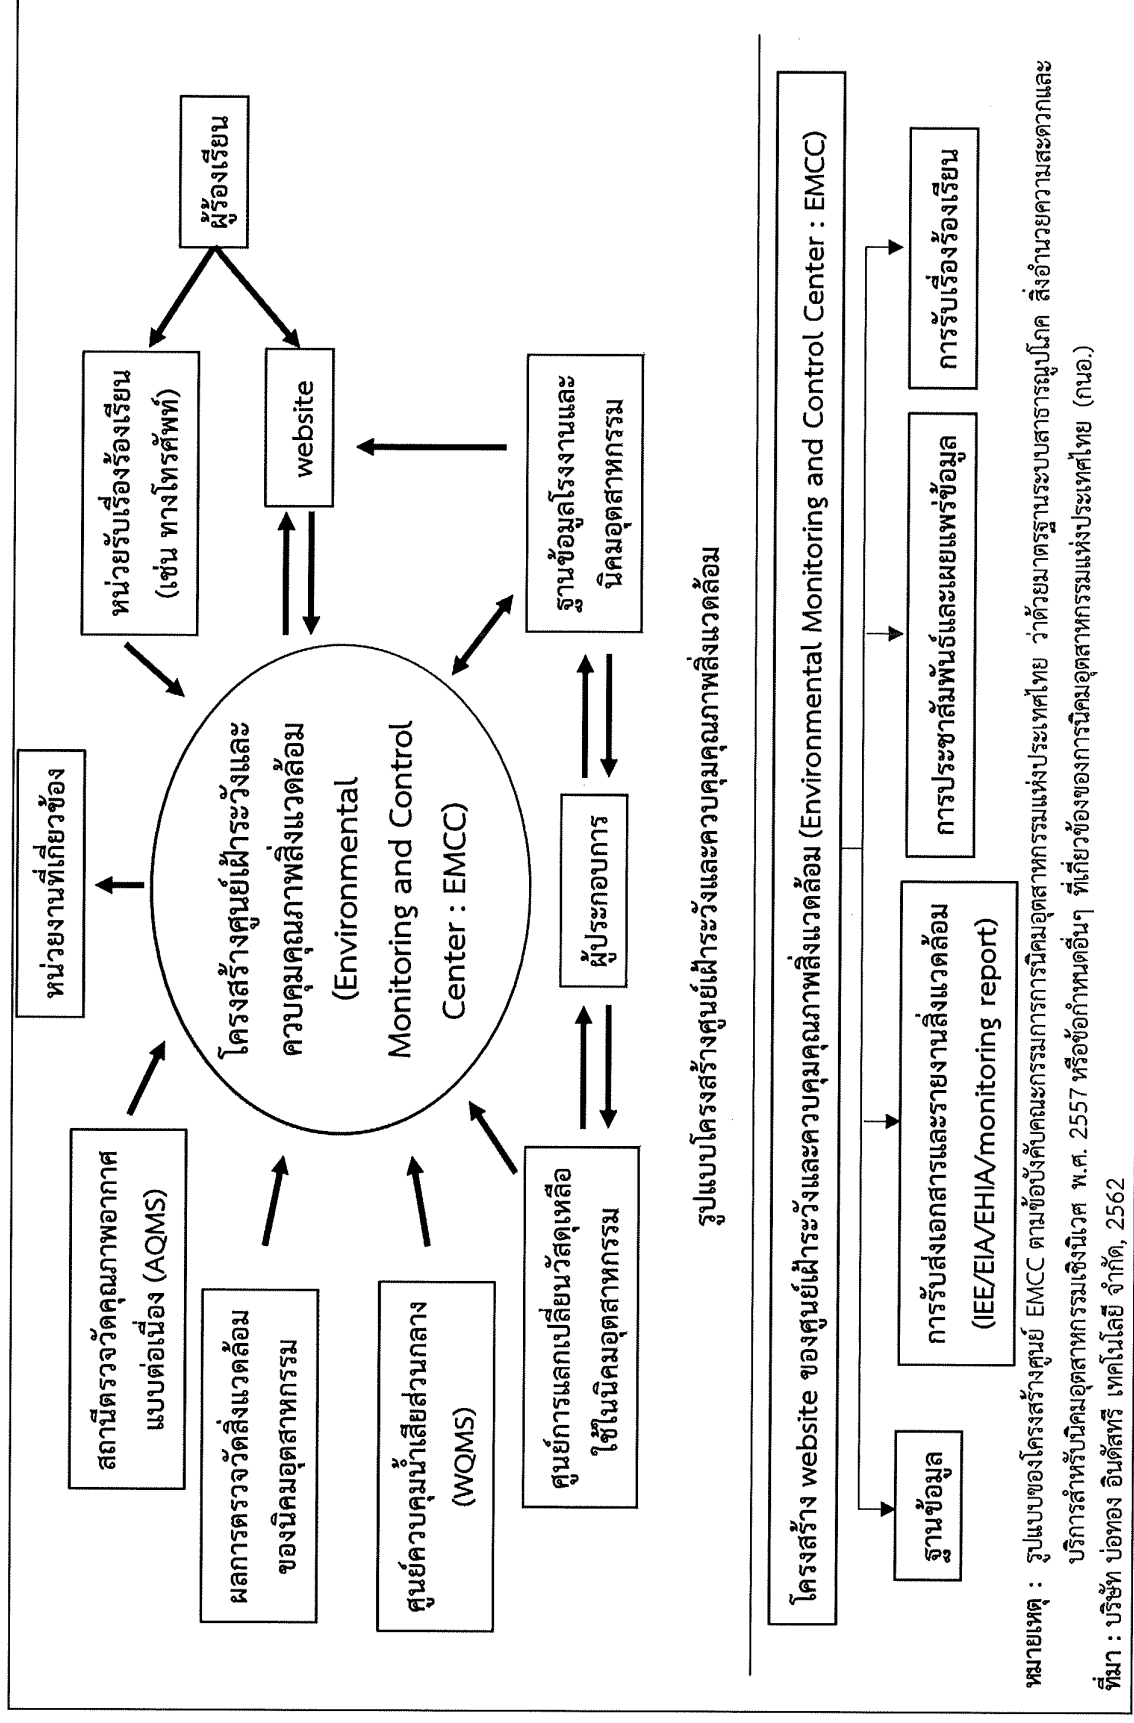 ผู้ร้องเรียน
หน่วยรับเรื่องร้องเรียน
(เช่น ทางโทรศัพท์)
website
ฐานข้อมูลโรงงานและ
นิคมอุตสาหกรรม
หน่วยงานที่เกี่ยวข้อง
โครงสร้างศูนย์เฝ้าระวังและ
ควบคุมคุณภาพสิ่งแวดล้อม
(Environmental
Monitoring and Control
Center : EMCC)
ผู้ประกอบการ
สถานีตรวจวัดคุณภาพอากาศ
แบบต่อเนื่อง (AQMS)
ผลการตรวจวัดสิ่งแวดล้อม
ของนิคมอุตสาหกรรม
ศูนย์ควบคุมน้ำเสียส่วนกลาง
(WQMS)
ศูนย์การแลกเปลี่ยนวัสดุเหลือ
ใช้ในนิคมอุตสาหกรรม
รูปแบบโครงสร้างศูนย์เฝ้าระวังและควบคุมคุณภาพสิ่งแวดล้อม
โครงสร้าง website ของศูนย์เฝ้าระวังและควบคุมคุณภาพสิ่งแวดล้อม (Environmental Monitoring and Control Center : EMCC)
ฐานข้อมูล
การรับส่งเอกสารและรายงานสิ่งแวดล้อม
(IEE/EIA/EHIA/monitoring report)
การประชาสัมพันธ์และเผยแพร่ข้อมูล
การรับเรื่องร้องเรียน
หมายเหตุ : รูปแบบของโครงสร้างศูนย์ EMCC ตามข้อบังคับคณะกรรมการการนิคมอุตสาหกรรมแห่งประเทศไทย ว่าด้วยมาตรฐานระบบสาธารณูปโภค สิ่งอำนวยความสะดวกและ
บริการสำหรับนิคมอุตสาหกรรมเชิงนิเวศ พ.ศ. 2557 หรือข้อกำหนดอื่นๆ ที่เกี่ยวข้องของการนิคมอุตสาหกรรมแห่งประเทศไทย (กนอ.)
ที่มา : บริษัท บ่อทอง อินดัสทรี เทคโนโลยี จำกัด, 2562